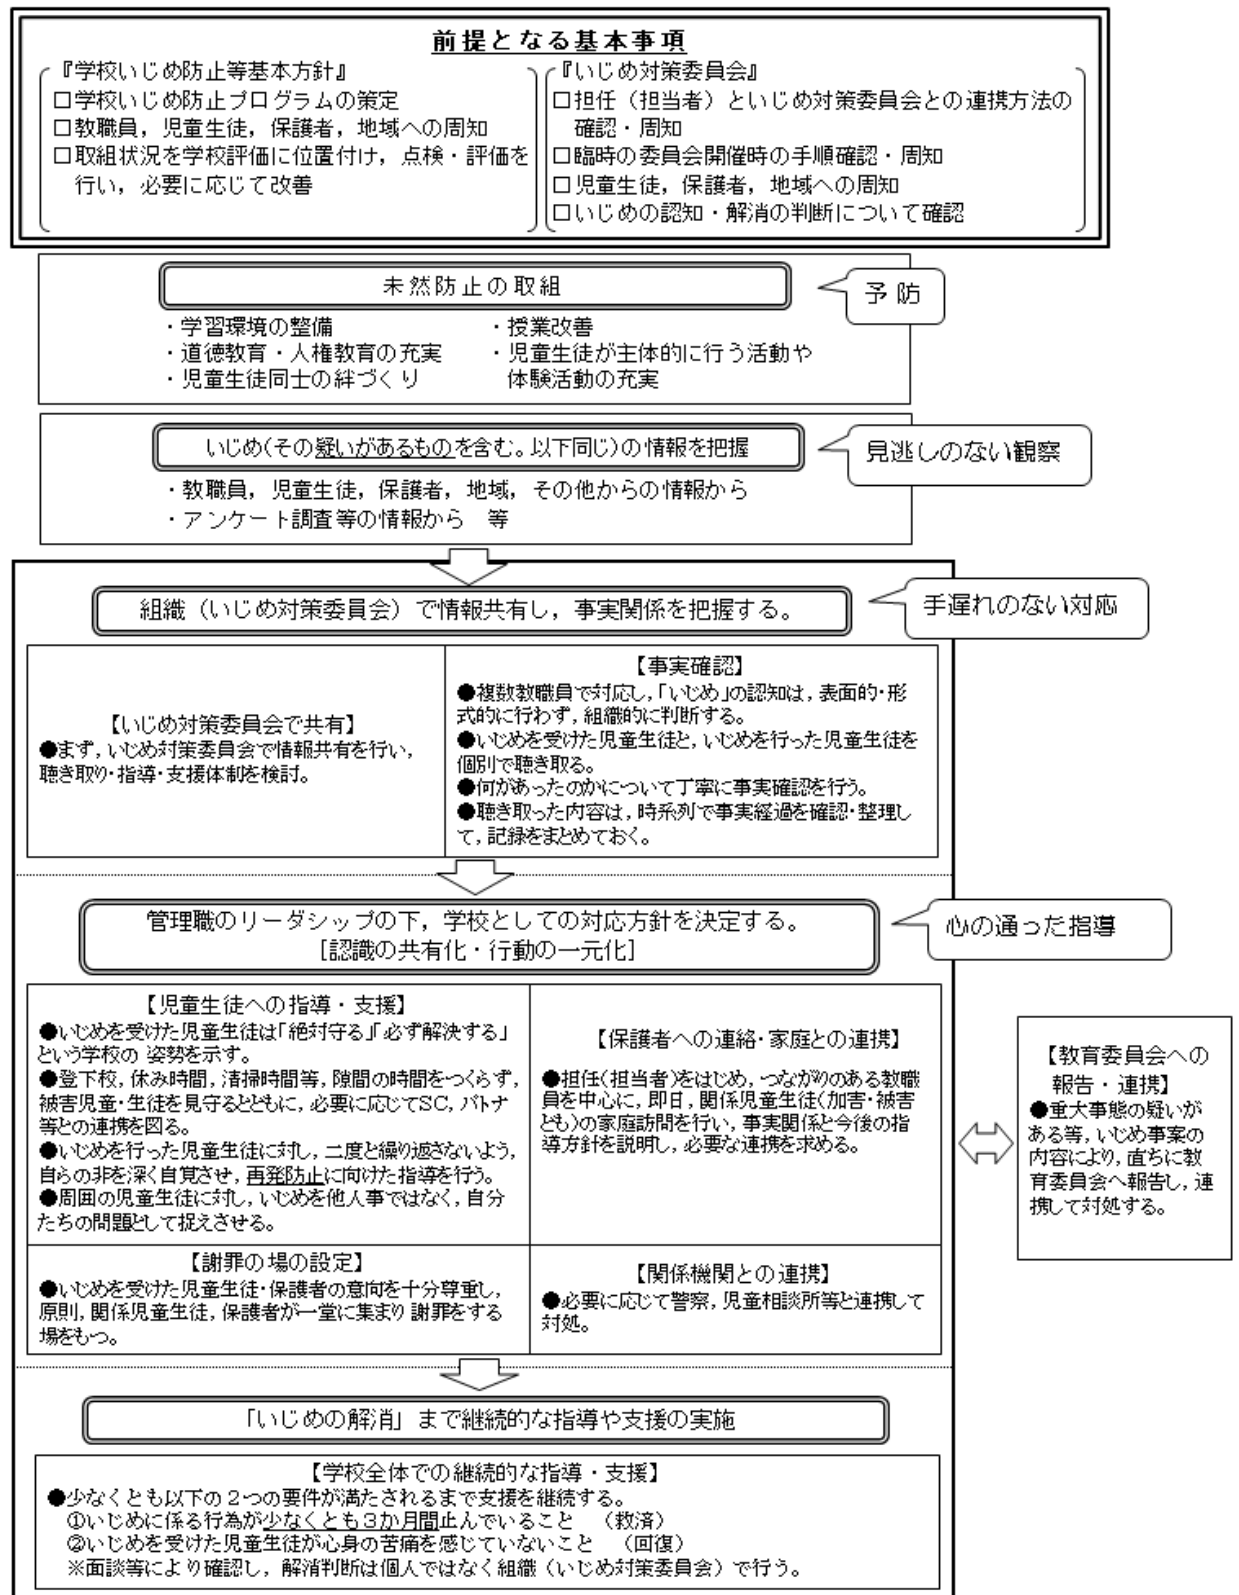 前提となる基本事項
『学校いじめ防止等基本方針』
□学校いじめ防止プログラムの策定
□教職員，児童生徒，保護者，地域への周知
□取組状況を学校評価に位置付け，点検・評価を
行い，必要に応じて改善
『いじめ対策委員会』
□担任（担当者）といじめ対策委員会との連携方法の
確認・周知
□臨時の委員会開催時の手順確認・周知
□児童生徒，保護者，地域への周知
□いじめの認知・解消の判断について確認
未然防止の取組
予防
・学習環境の整備
・道徳教育・人権教育の充実
・児童生徒同士の絆づくり
・授業改善
・児童生徒が主体的に行う活動や
体験活動の充実
いじめ(その疑いがあるものを含む。以下同じ)の情報を把握
見逃しのない観察
・教職員，児童生徒，保護者，地域，その他からの情報から
・アンケート調査等の情報から　等
組織（いじめ対策委員会）で情報共有し，事実関係を把握する。
手遅れのない対応
【いじめ対策委員会で共有】
●まず，いじめ対策委員会で情報共有を行い，
聴き取り・指導・支援体制を検討。
【事実確認】
●複数教職員で対応し，「いじめ」の認知は，表面的・形
式的に行わず，組織的に判断する。
●いじめを受けた児童生徒と，いじめを行った児童生徒を
個別で聴き取る。
●何があったのかについて丁寧に事実確認を行う。
●聴き取った内容は，時系列で事実経過を確認・整理し
て，記録をまとめておく。
管理職のリーダシップの下，学校としての対応方針を決定する。
[認識の共有化・行動の一元化]
心の通った指導
【児童生徒への指導・支援】
●いじめを受けた児童生徒は「絶対守る」「必ず解決する」
という学校の 姿勢を示す。
●登下校，休み時間，清掃時間等，隙間の時間をつくらず，
被害児童・生徒を見守るとともに，必要に応じてSC，パトナ
等との連携を図る。
●いじめを行った児童生徒に対し，二度と繰り返さないよう，
自らの非を深く自覚させ，再発防止に向けた指導を行う。
●周囲の児童生徒に対し，いじめを他人事ではなく，自分
たちの問題として捉えさせる。
【保護者への連絡・家庭との連携】
●担任(担当者)をはじめ，つながりのある教職
員を中心に，即日，関係児童生徒(加害・被害
とも)の家庭訪問を行い，事実関係と今後の指
導方針を説明し，必要な連携を求める。
【教育委員会への
報告・連携】
●重大事態の疑いが
ある等，いじめ事案の
内容により，直ちに教
育委員会へ報告し，連
携して対処する。
【謝罪の場の設定】
●いじめを受けた児童生徒・保護者の意向を十分尊重し，
原則，関係児童生徒，保護者が一堂に集まり 謝罪をする
場をもつ。
【関係機関との連携】
●必要に応じて警察，児童相談所等と連携して
対処。
「いじめの解消」まで継続的な指導や支援の実施
【学校全体での継続的な指導・支援】
●少なくとも以下の２つの要件が満たされるまで支援を継続する。
①いじめに係る行為が少なくとも３か月間止んでいること　（救済）
②いじめを受けた児童生徒が心身の苦痛を感じていないこと　（回復）
※面談等により確認し，解消判断は個人ではなく組織（いじめ対策委員会）で行う。